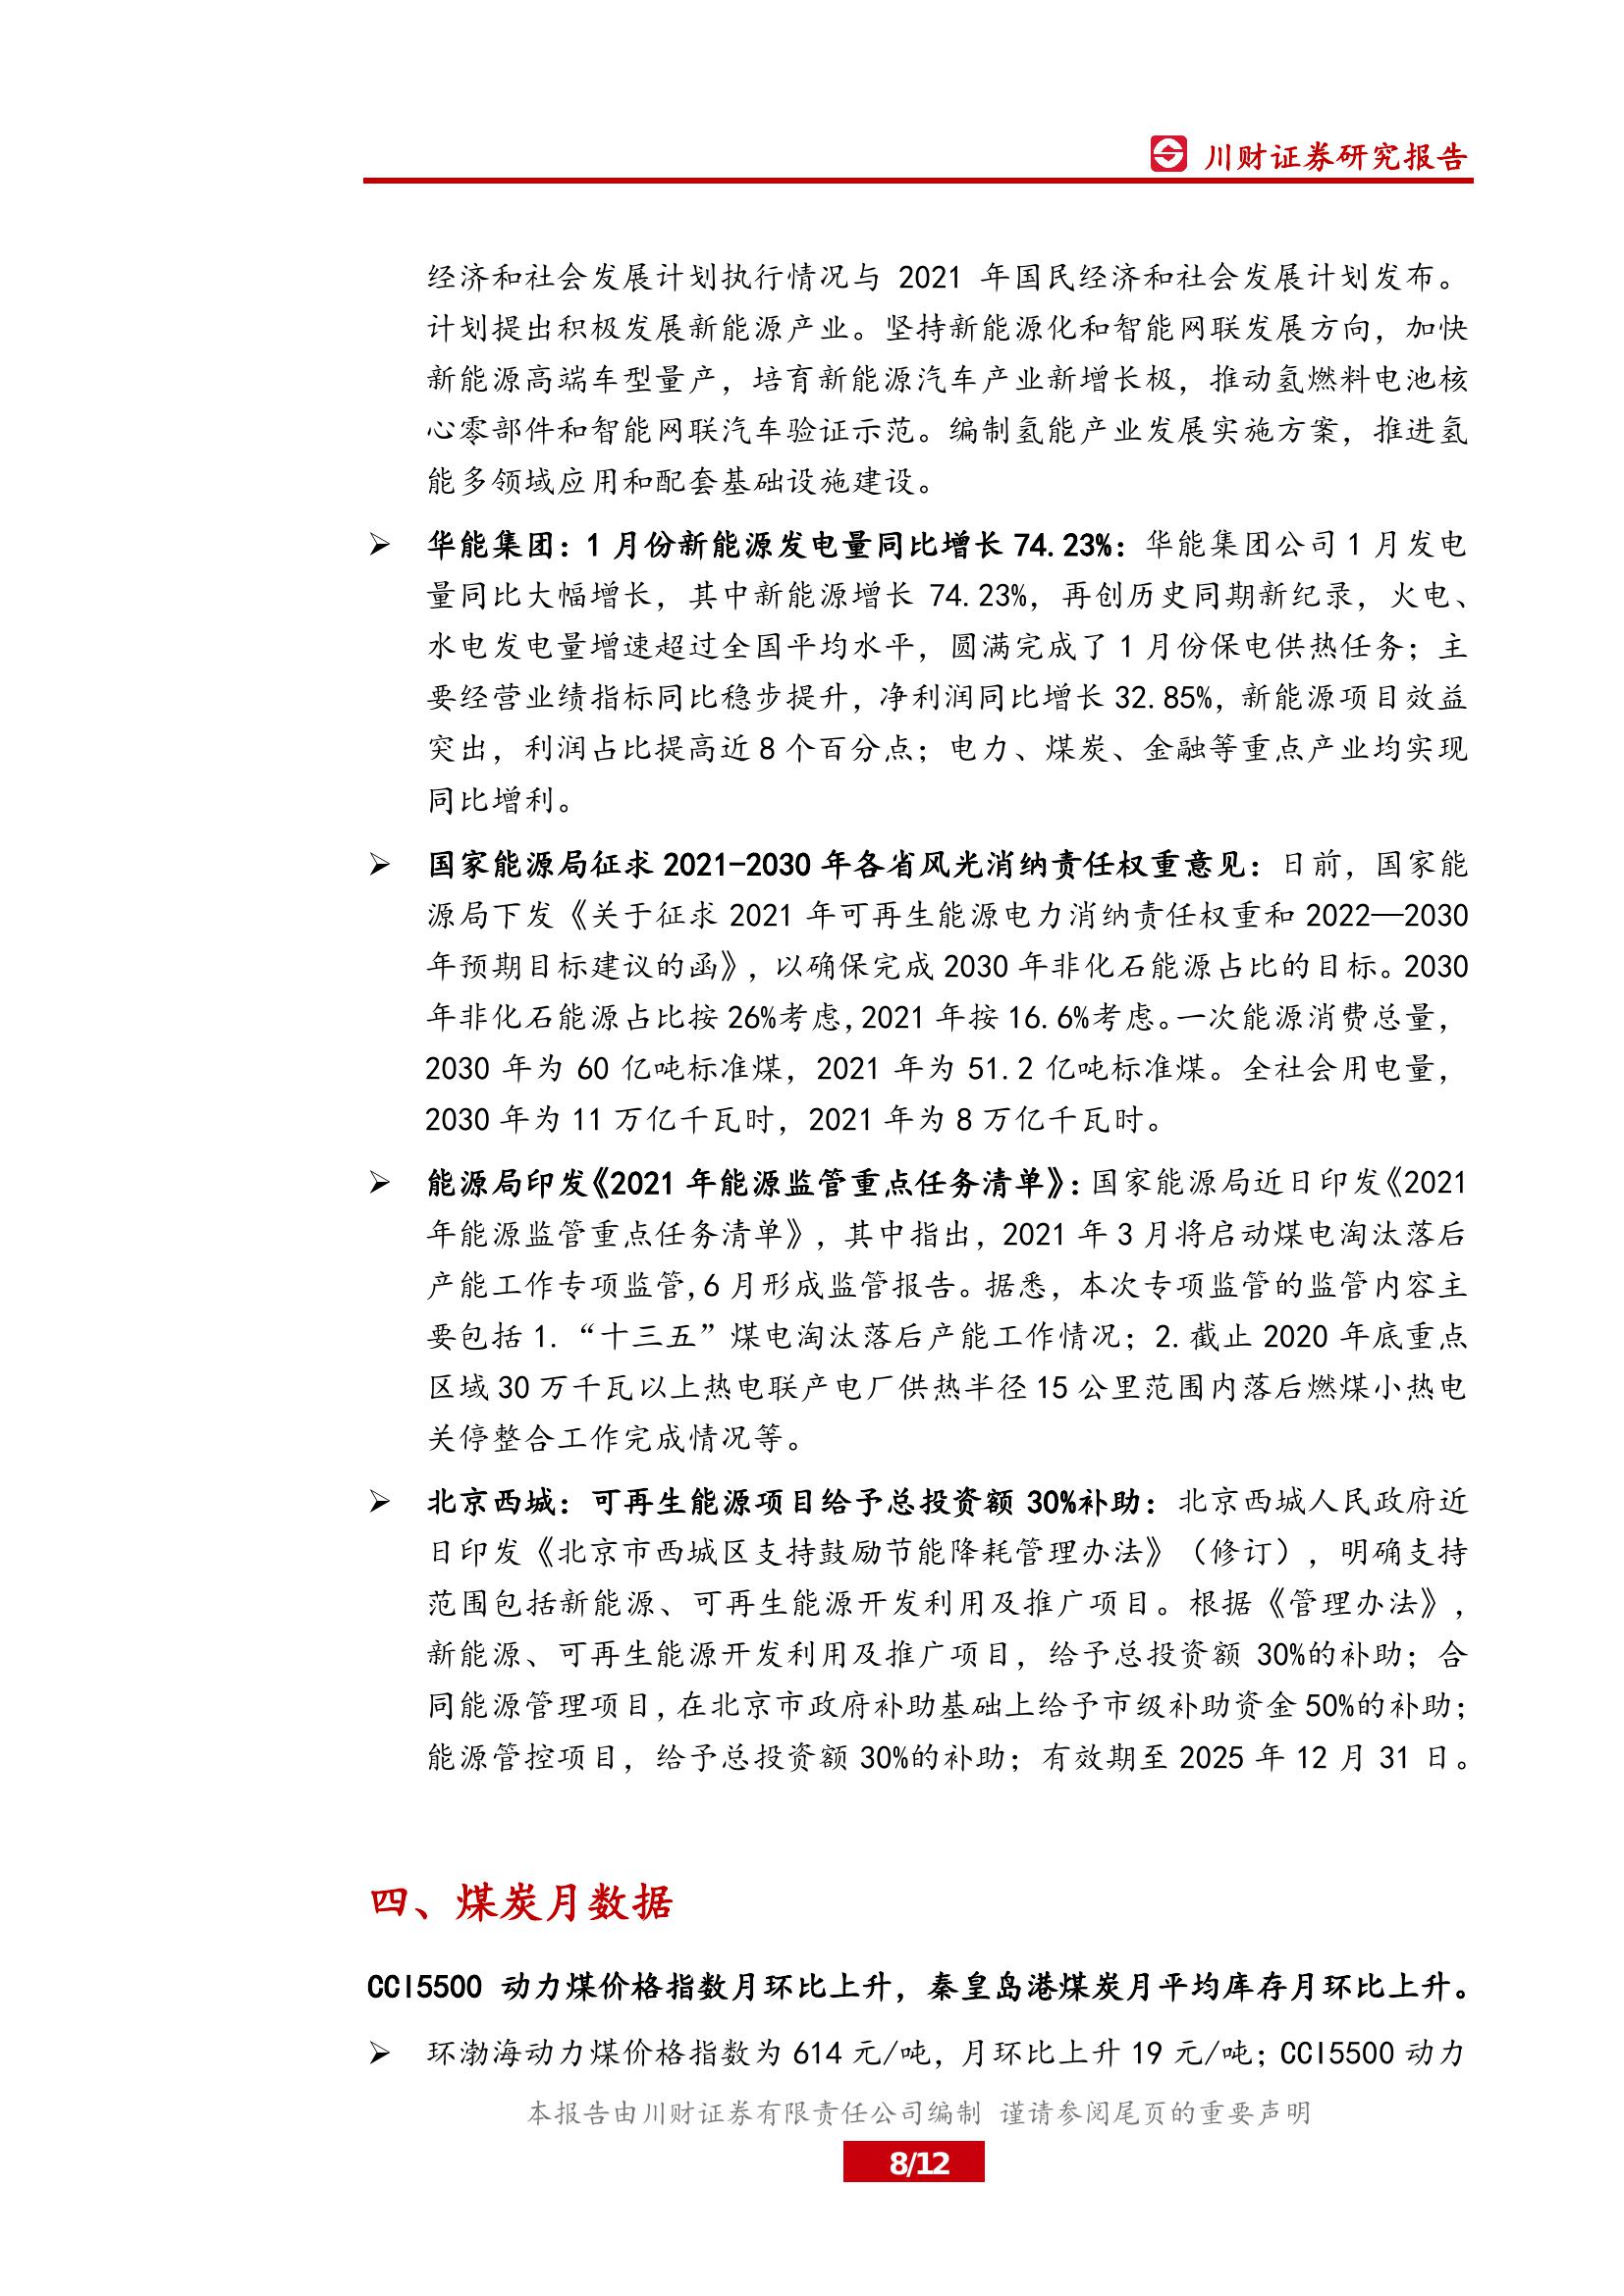 川财证券研究报告
经济和社会发展计划执行情况与 2021 年国民经济和社会发展计划发布。
计划提出积极发展新能源产业。坚持新能源化和智能网联发展方向，加快
新能源高端车型量产，培育新能源汽车产业新增长极，推动氢燃料电池核
心零部件和智能网联汽车验证示范。编制氢能产业发展实施方案，推进氢
能多领域应用和配套基础设施建设。
➢ 华能集团：1 月份新能源发电量同比增长 74.23%：华能集团公司 1 月发电
量同比大幅增长，其中新能源增长 74.23%，再创历史同期新纪录，火电、
水电发电量增速超过全国平均水平，圆满完成了 1 月份保电供热任务；主
要经营业绩指标同比稳步提升，净利润同比增长 32.85%，新能源项目效益
突出，利润占比提高近 8 个百分点；电力、煤炭、金融等重点产业均实现
同比增利。
➢ 国家能源局征求 2021-2030 年各省风光消纳责任权重意见：日前，国家能
源局下发《关于征求 2021 年可再生能源电力消纳责任权重和 2022—2030
年预期目标建议的函》，以确保完成 2030 年非化石能源占比的目标。2030
年非化石能源占比按 26%考虑，2021 年按 16.6%考虑。一次能源消费总量，
2030 年为 60 亿吨标准煤，2021 年为 51.2 亿吨标准煤。全社会用电量，
2030 年为 11 万亿千瓦时，2021 年为 8 万亿千瓦时。
➢ 能源局印发《2021 年能源监管重点任务清单》：国家能源局近日印发《2021
年能源监管重点任务清单》，其中指出，2021 年 3 月将启动煤电淘汰落后
产能工作专项监管，6 月形成监管报告。据悉，本次专项监管的监管内容主
要包括 1.“十三五”煤电淘汰落后产能工作情况；2.截止 2020 年底重点
区域 30 万千瓦以上热电联产电厂供热半径 15 公里范围内落后燃煤小热电
关停整合工作完成情况等。
➢ 北京西城：可再生能源项目给予总投资额 30%补助：北京西城人民政府近
日印发《北京市西城区支持鼓励节能降耗管理办法》（修订），明确支持
范围包括新能源、可再生能源开发利用及推广项目。根据《管理办法》，
新能源、可再生能源开发利用及推广项目，给予总投资额 30%的补助；合
同能源管理项目，在北京市政府补助基础上给予市级补助资金 50%的补助；
能源管控项目，给予总投资额 30%的补助；有效期至 2025 年 12 月 31 日。
四、煤炭月数据
CCI5500 动力煤价格指数月环比上升，秦皇岛港煤炭月平均库存月环比上升。
➢ 环渤海动力煤价格指数为 614 元/吨，月环比上升 19 元/吨；CCI5500 动力
本报告由川财证券有限责任公司编制 谨请参阅尾页的重要声明
8/12